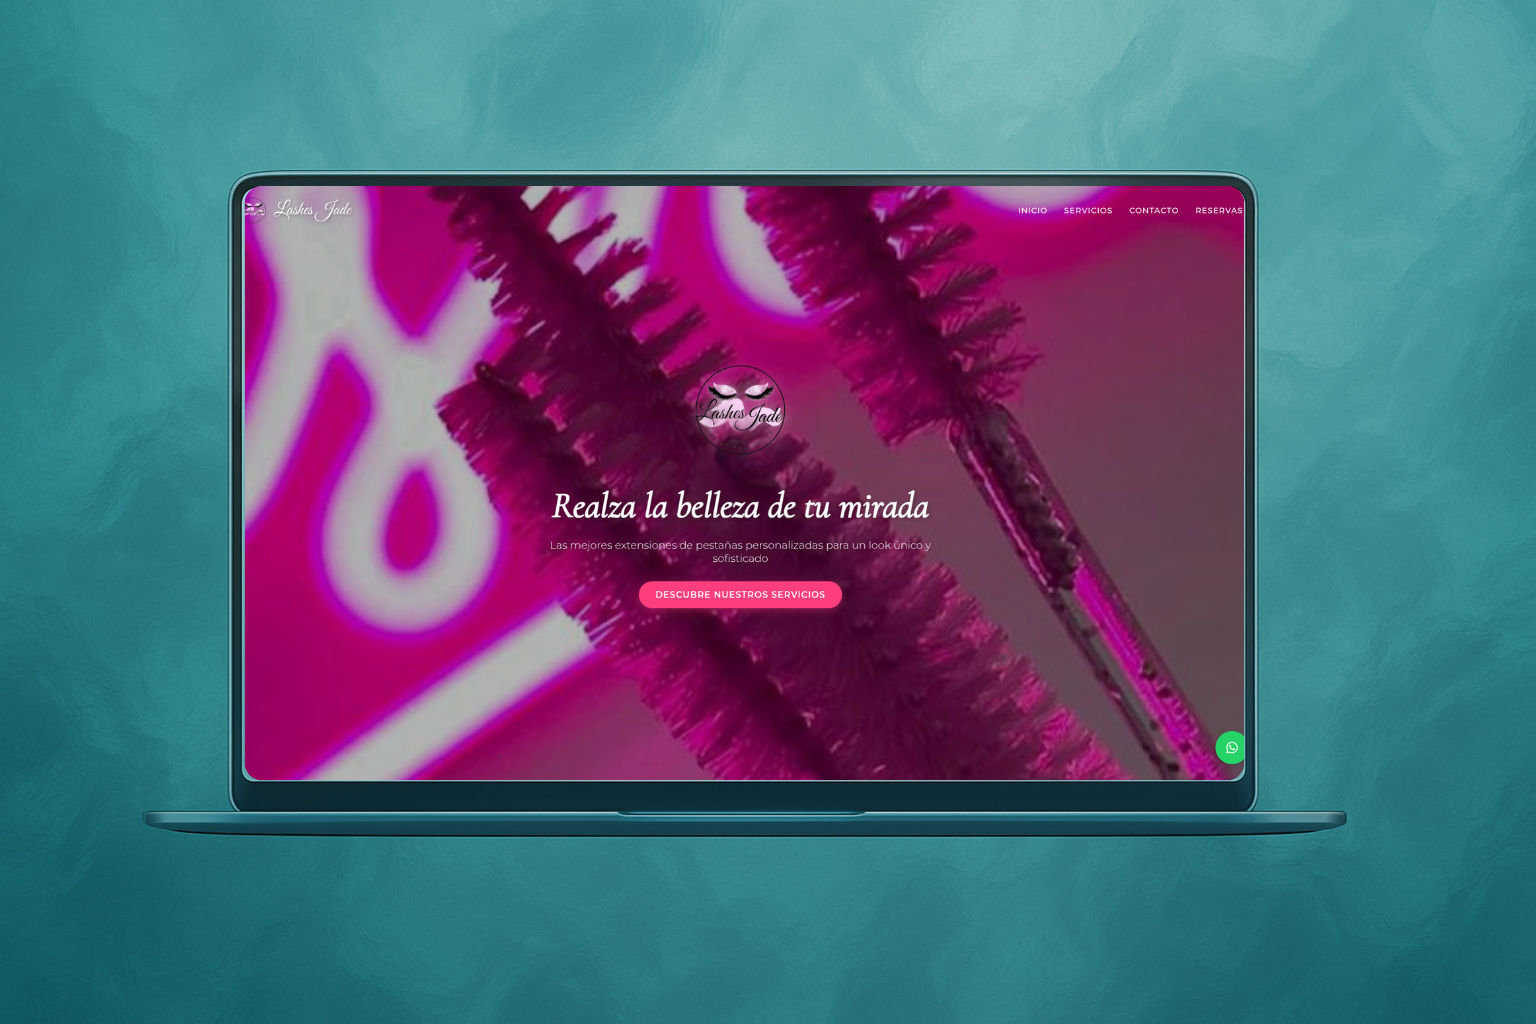 Lashes Jade
INICIO SERVICIOS CONTACTO RESERVAS
Lashes Jade
Realza la belleza de tu mirada
Las mejores extensiones de pestañas personalizadas para un look único y
sofisticado
DESCUBRE NUESTROS SERVICIOS